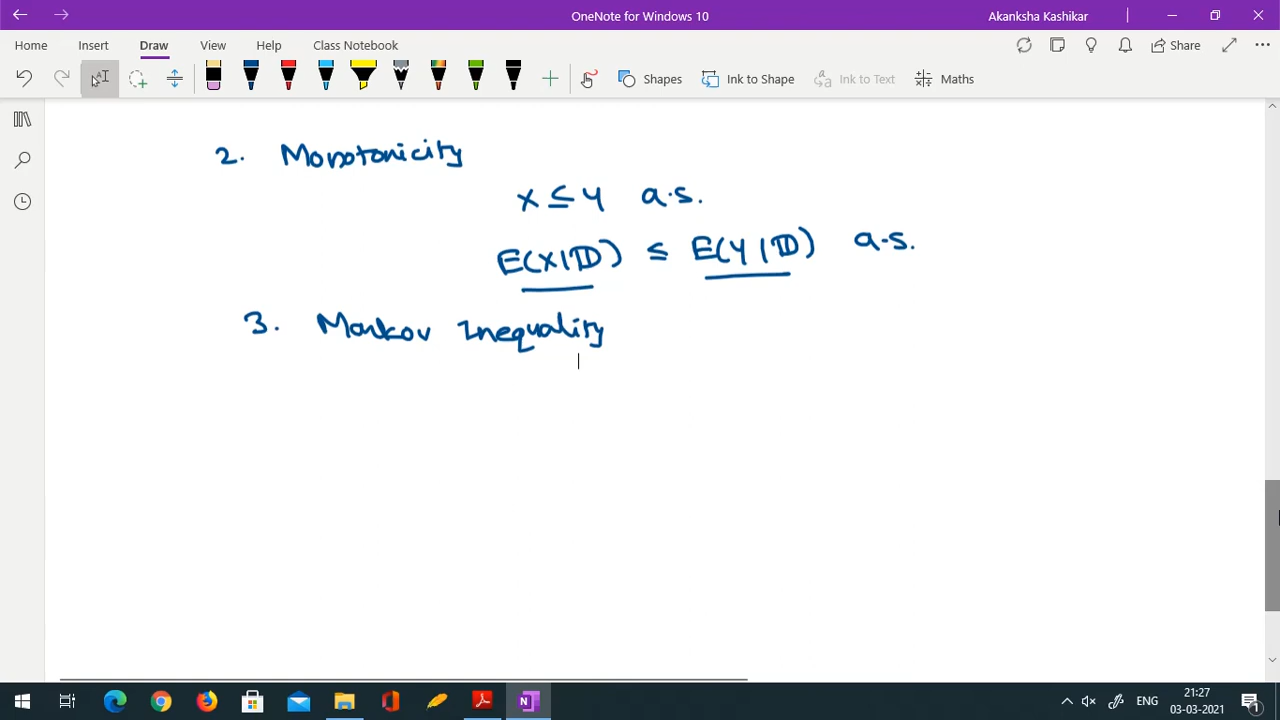 OneNote for Windows 10
Akanksha Kashikar
Home Insert Draw View Help Class Notebook
Share
Shapes Ink to Shape Ink to Text Maths
2. Monotonicity
X ≤ Y a.s.
E(X|𝔻) ≤ E(Y|𝔻) a.s.
3. Markov Inequality
ENG
21:27
03-03-2021